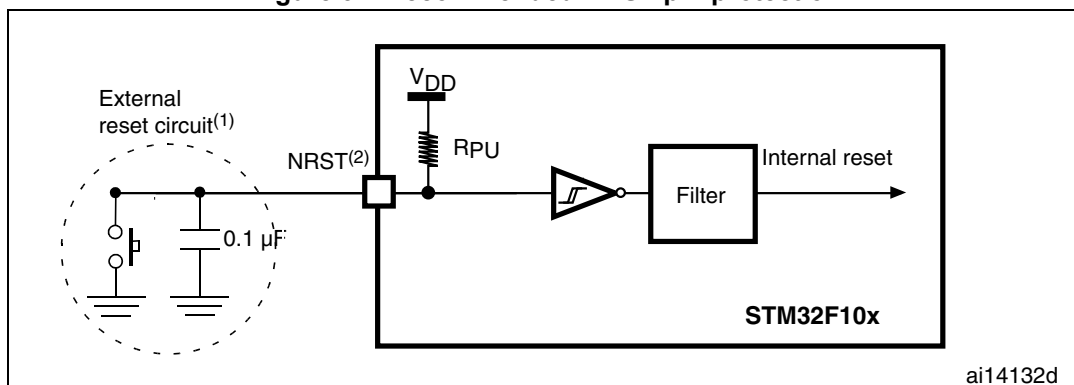 External
reset circuit(1)
VDD
RPU
NRST(2)
Internal reset
Filter
0.1 µF
STM32F10x
ai14132d